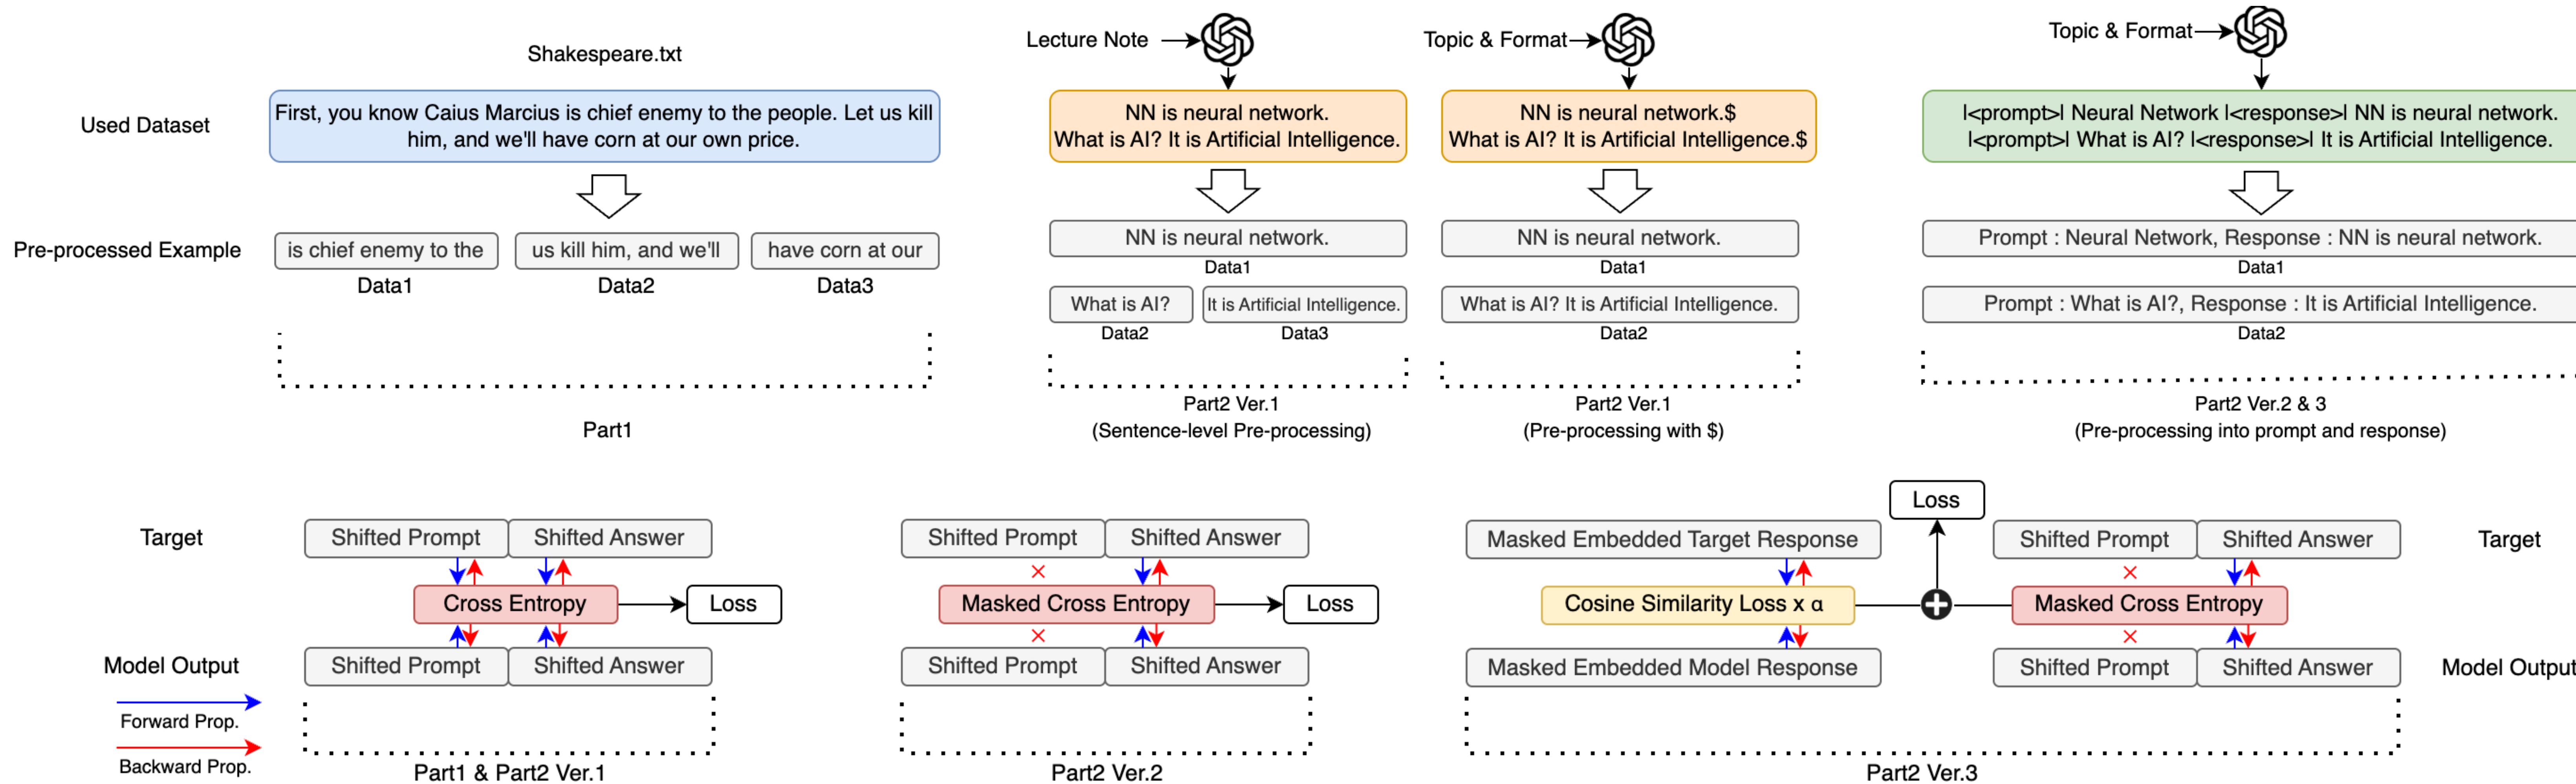 Shakespeare.txt
Lecture Note
Topic & Format
Topic & Format
Used Dataset
First, you know Caius Marcius is chief enemy to the people. Let us kill
him, and we'll have corn at our own price.
NN is neural network.
What is AI? It is Artificial Intelligence.
NN is neural network.$
What is AI? It is Artificial Intelligence.$
|<prompt>| Neural Network |<response>| NN is neural network.
|<prompt>| What is AI? |<response>| It is Artificial Intelligence.
Pre-processed Example
is chief enemy to the
us kill him, and we'll
have corn at our
Data1
Data2
Data3
NN is neural network.
Data1
What is AI?
It is Artificial Intelligence.
Data2
Data3
NN is neural network.
Data1
What is AI? It is Artificial Intelligence.
Data2
Prompt : Neural Network, Response : NN is neural network.
Data1
Prompt : What is AI?, Response : It is Artificial Intelligence.
Data2
Part1
Part2 Ver.1
(Sentence-level Pre-processing)
Part2 Ver.1
(Pre-processing with $)
Part2 Ver.2 & 3
(Pre-processing into prompt and response)
Target
Shifted Prompt
Shifted Answer
Cross Entropy
Loss
Model Output
Shifted Prompt
Shifted Answer
Forward Prop.
Backward Prop.
Part1 & Part2 Ver.1
Shifted Prompt
Shifted Answer
Masked Cross Entropy
Loss
Shifted Prompt
Shifted Answer
Part2 Ver.2
Loss
Masked Embedded Target Response
Shifted Prompt
Shifted Answer
Target
Cosine Similarity Loss x α
Masked Cross Entropy
Masked Embedded Model Response
Shifted Prompt
Shifted Answer
Model Output
Part2 Ver.3